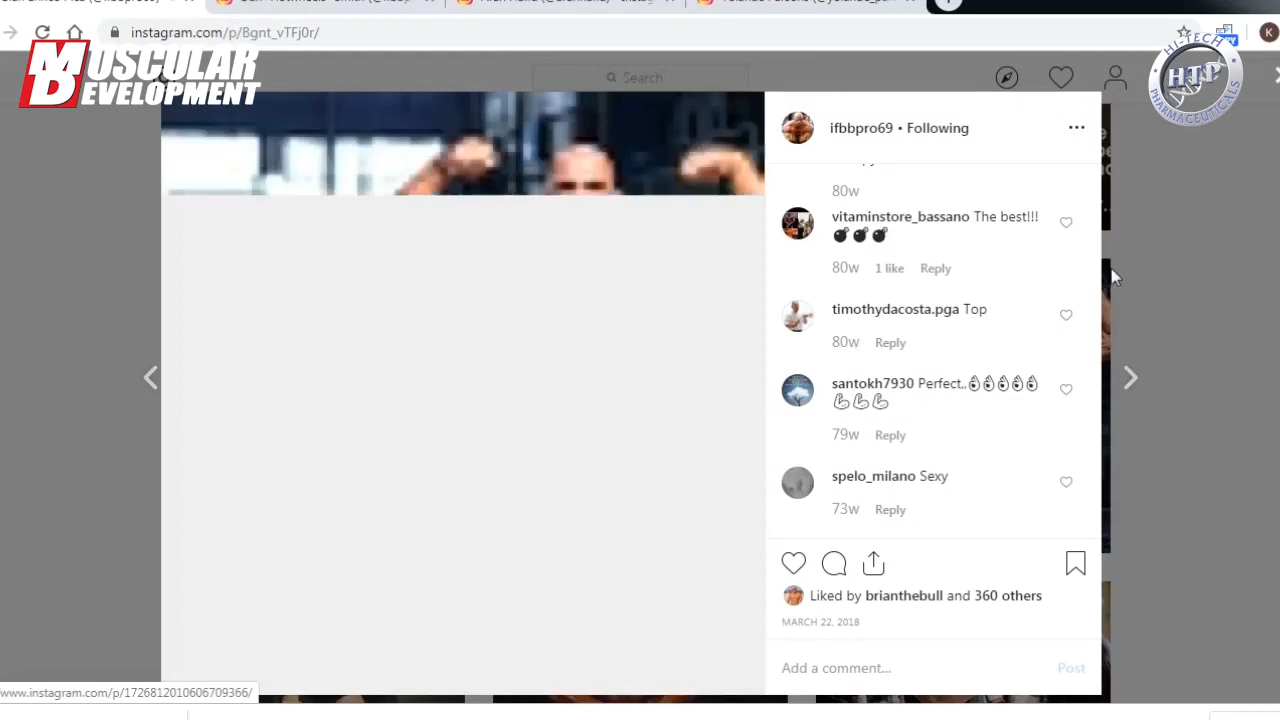 instagram.com/p/Bgnt_vTFj0r/
MUSCULAR
DEVELOPMENT
Search
HI-TECH
HTP
PHARMACEUTICALS
K
ifbbpro69 • Following
80w
vitaminstore_bassano The best!!!
💣💣💣
80w 1 like Reply
timothydacosta.pga Top
80w Reply
santokh7930 Perfect,,👌👌👌👌👌
💪💪💪
79w Reply
spelo_milano Sexy
73w Reply
Liked by brianthebull and 360 others
MARCH 22, 2018
Add a comment... Post
www.instagram.com/p/1726812010606709366/